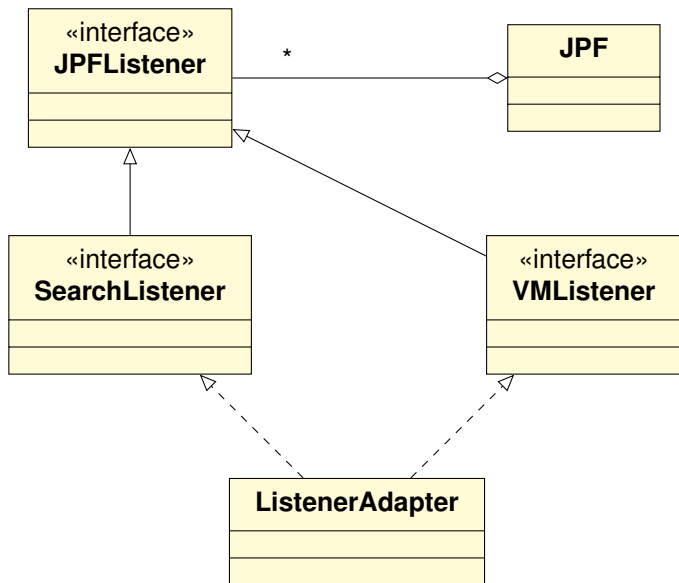 «interface»
JPFListener
*
JPF
«interface»
SearchListener
«interface»
VMListener
ListenerAdapter